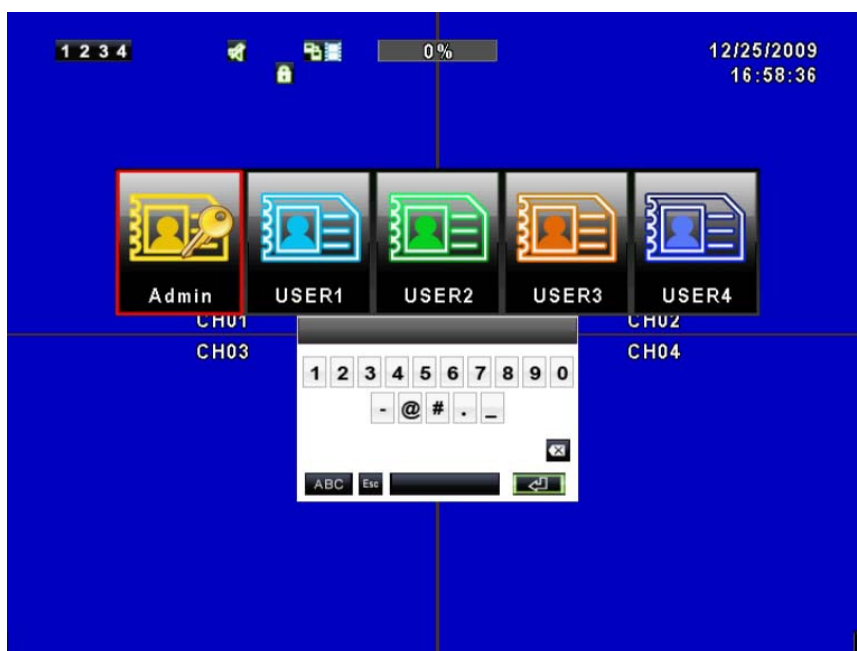 1 2 3 4 0% 12/25/2009
16:58:36
Admin USER1 USER2 USER3 USER4
CH01 CH02
CH03 CH04
1 2 3 4 5 6 7 8 9 0
- @ # . _
ABC Esc